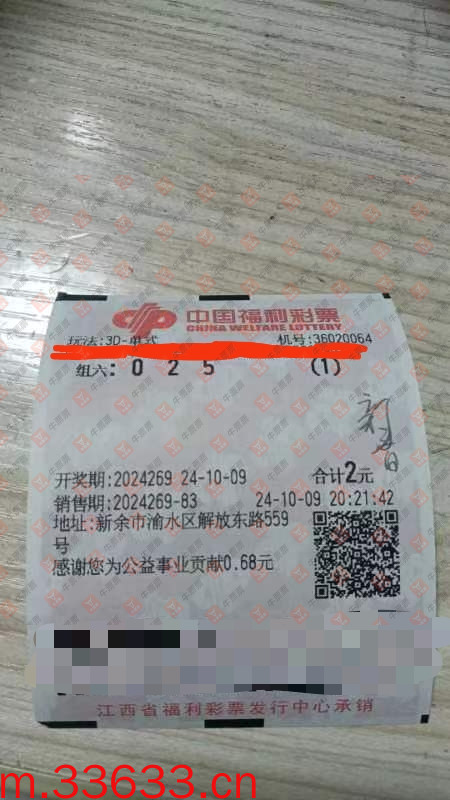 中国福利彩票
CHINA WELFARE LOTTERY
玩法:3D-单式 机号:36020064
组六: 0 2 5 (1)
开奖期:2024269 24-10-09 合计2元
销售期:2024269-83 24-10-09 20:21:42
地址:新余市渝水区解放东路559
号
感谢您为公益事业贡献0.68元
江西省福利彩票发行中心承销
m.33633.cn